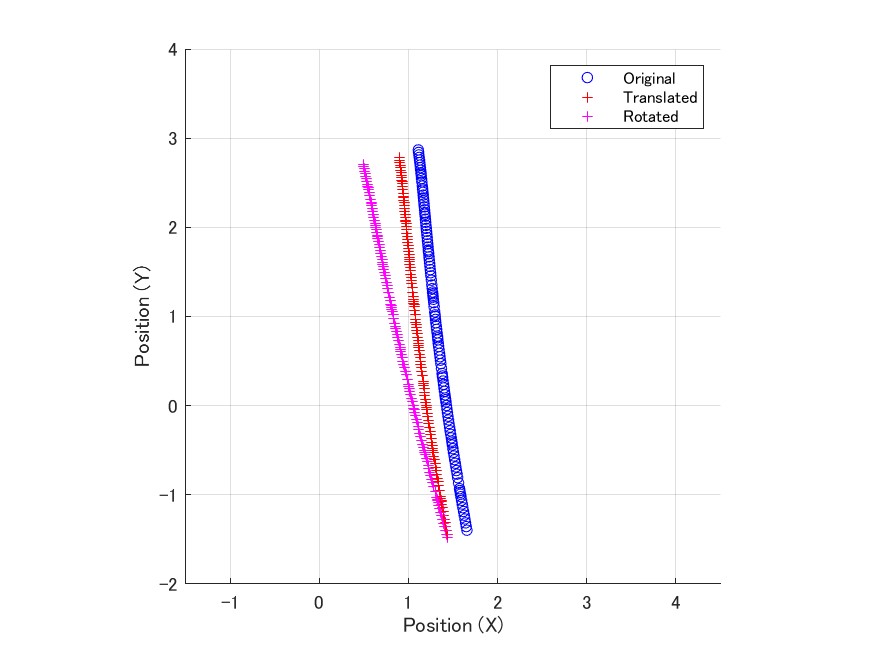 4
3
2
1
0
−1
−2
−1
0
1
2
3
4
Position (Y)
Position (X)
Original
Translated
Rotated